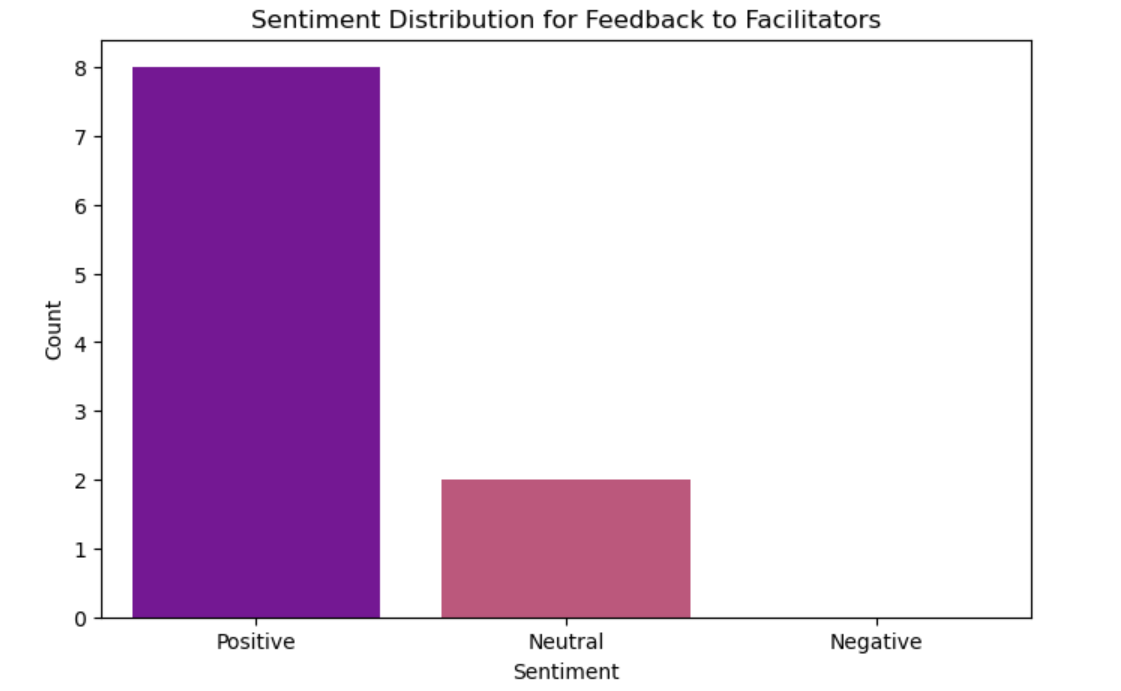 Sentiment Distribution for Feedback to Facilitators
8
7
6
5
4
3
2
1
0
Count
Positive Neutral Negative
Sentiment